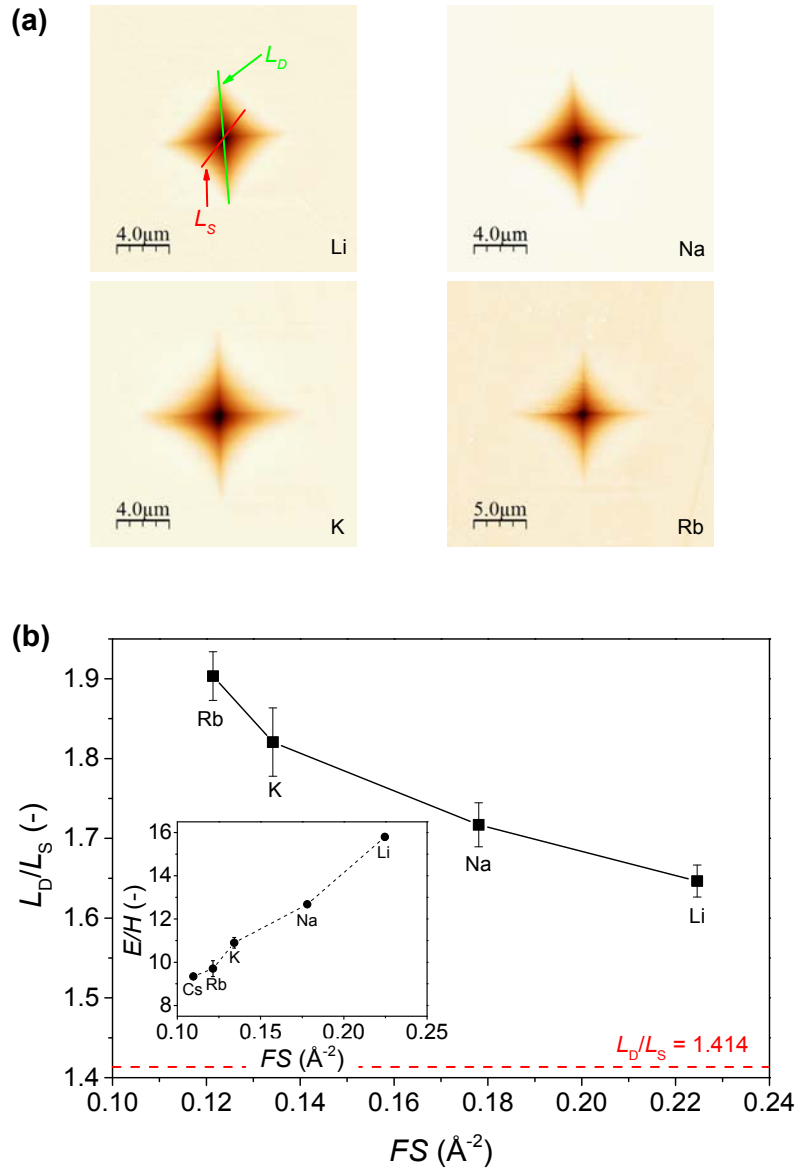 (a)
L_D
L_S
4.0µm
Li
4.0µm
Na
4.0µm
K
5.0µm
Rb
(b)
L_D/L_S (-)
1.9
1.8
1.7
1.6
1.5
1.4
Rb
K
Na
Li
L_D/L_S = 1.414
E/H (-)
16
14
12
10
8
Cs
Rb
K
Na
Li
0.10 0.15 0.20 0.25
FS (Å⁻²)
0.10 0.12 0.14 0.16 0.18 0.20 0.22 0.24
FS (Å⁻²)